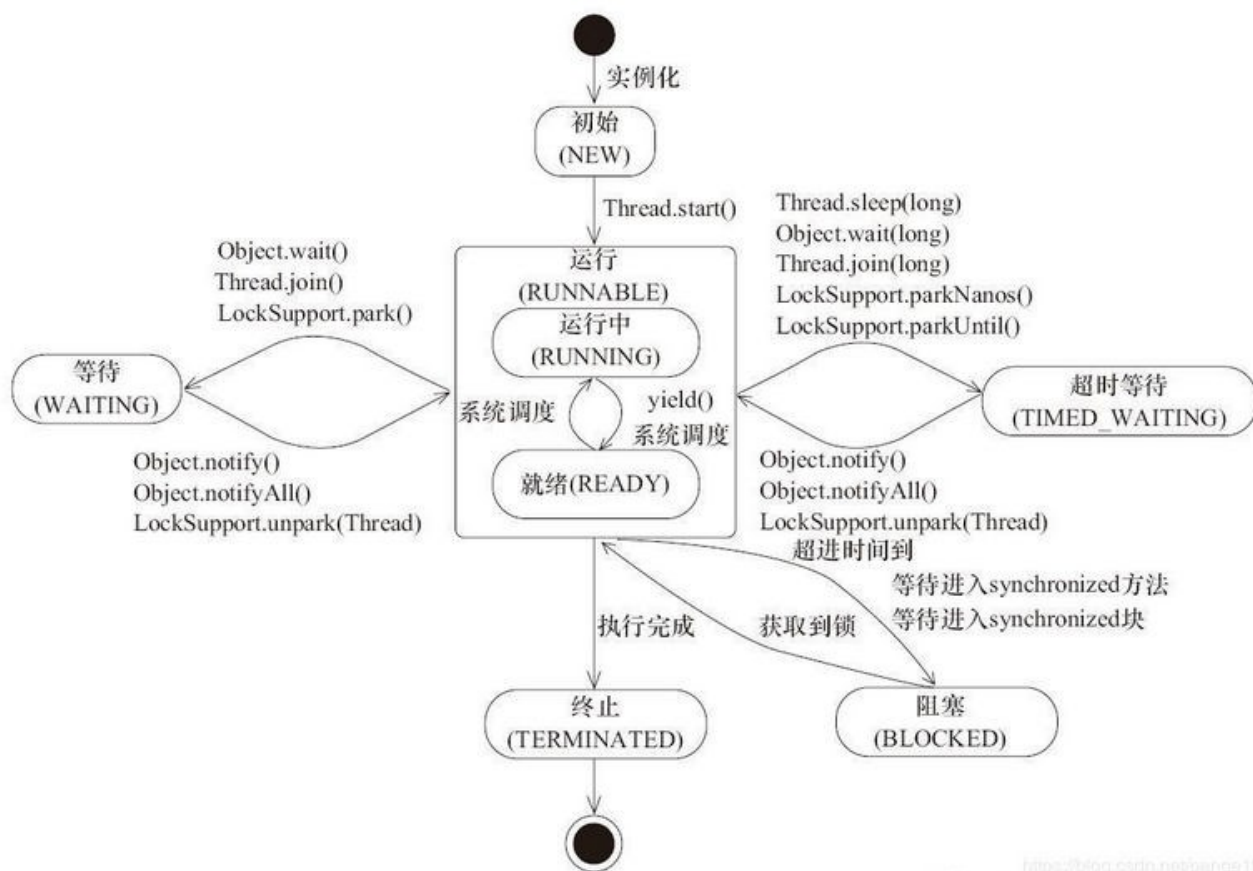 实例化
初始
(NEW)
Thread.start()
Object.wait()
Thread.join()
LockSupport.park()
Thread.sleep(long)
Object.wait(long)
Thread.join(long)
LockSupport.parkNanos()
LockSupport.parkUntil()
运行
(RUNNABLE)
运行中
(RUNNING)
等待
(WAITING)
超时等待
(TIMED_WAITING)
系统调度
yield()
系统调度
就绪(READY)
Object.notify()
Object.notifyAll()
LockSupport.unpark(Thread)
Object.notify()
Object.notifyAll()
LockSupport.unpark(Thread)
超进时间到
等待进入synchronized方法
等待进入synchronized块
执行完成
获取到锁
终止
(TERMINATED)
阻塞
(BLOCKED)